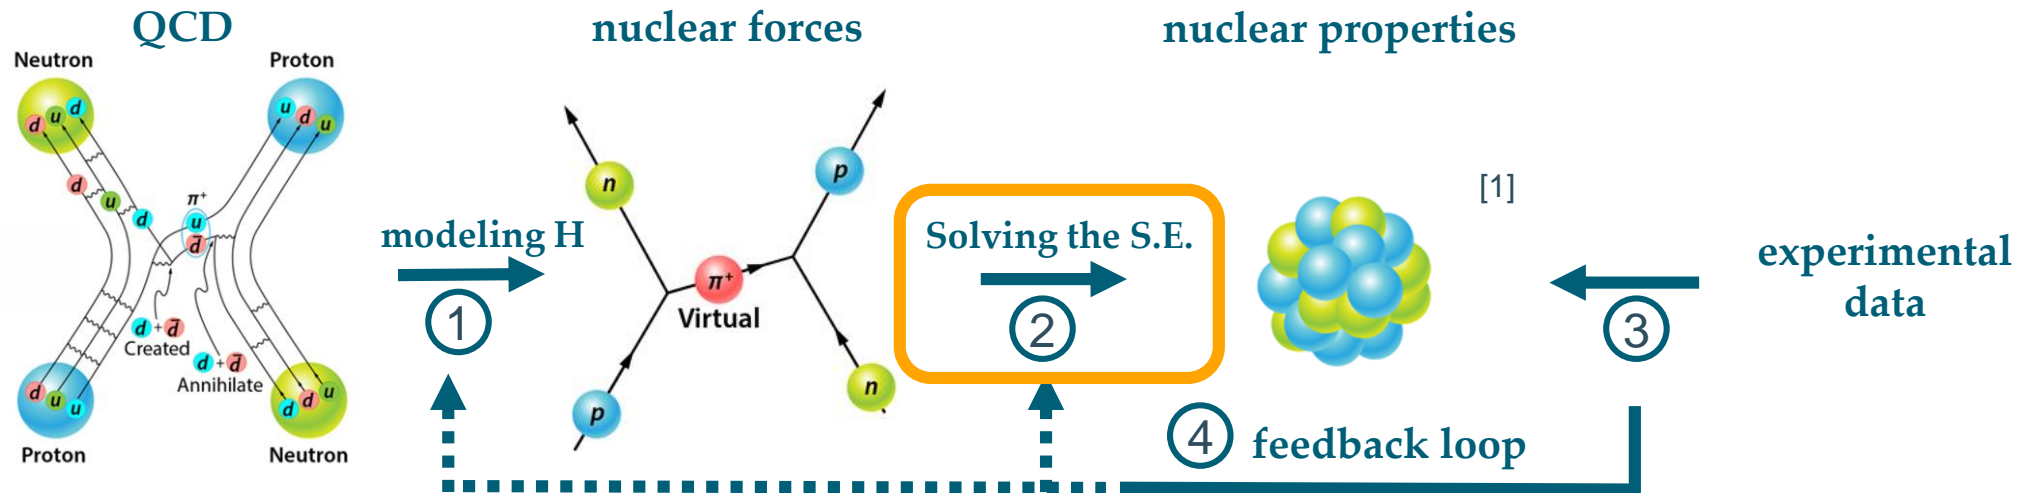 QCD
nuclear forces
nuclear properties
Neutron
Proton
d u d
u d u
d
u
d
π⁺
u
d̄
d + d̄
Created
d + d̄
Annihilate
d u u
d d u
Proton
Neutron
modeling H
1
n
p
π⁺
Virtual
p
n
Solving the S.E.
2
[1]
experimental
data
3
4 feedback loop